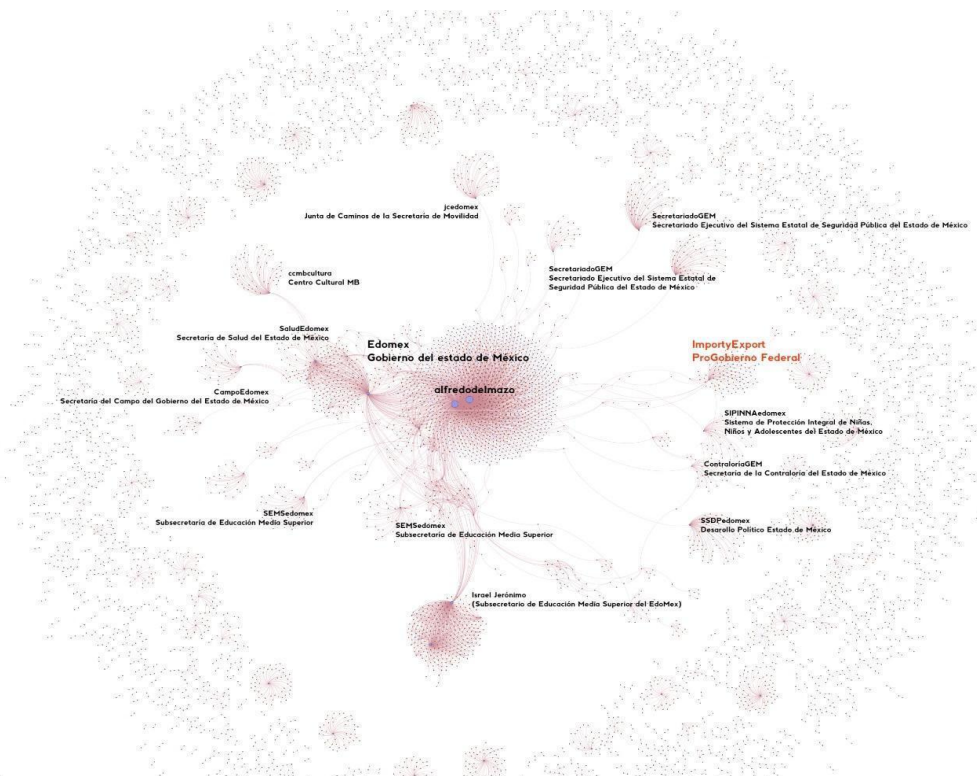 jcedomex
Junta de Caminos de la Secretaria de Movilidad
SecretariadoGEM
Secretariado Ejecutivo del Sistema Estatal de Seguridad Pública del Estado de México
ccmbcultura
Centro Cultural MB
SecretariadoGEM
Secretariado Ejecutivo del Sistema Estatal de
Seguridad Pública del Estado de México
SaludEdomex
Secretaría de Salud del Estado de México
Edomex
Gobierno del estado de México
ImportyExport
ProGobierno Federal
alfredodelmazo
CampoEdomex
Secretaria del Campo del Gobierno del Estado de México
SIPINNAedomex
Sistema de Protección Integral de Niñas,
Niños y Adolescentes del Estado de México
ContraloriaGEM
Secretaría de la Contraloría del Estado de México
SEMSedomex
Subsecretaría de Educación Media Superior
SEMSedomex
Subsecretaría de Educación Media Superior
SSDPedomex
Desarollo Político Estado de México
Israel Jerónimo
(Subsecretario de Educación Media Superior del EdoMex)